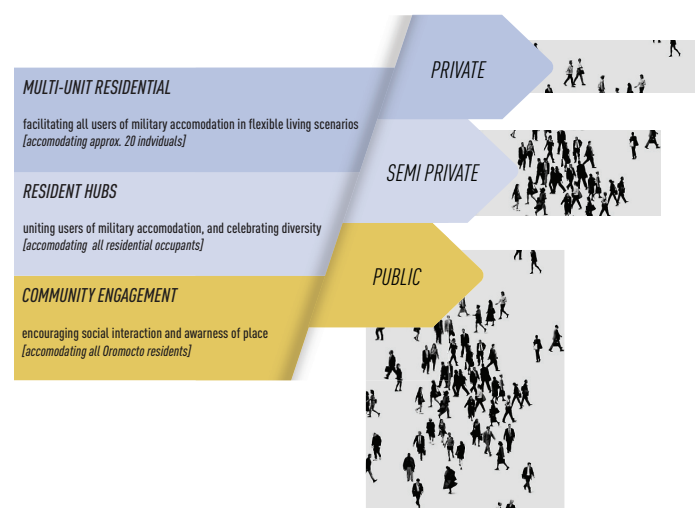 MULTI-UNIT RESIDENTIAL
PRIVATE
facilitating all users of military accomodation in flexible living scenarios
[accomodating approx. 20 indviduals]
RESIDENT HUBS
SEMI PRIVATE
uniting users of military accomodation, and celebrating diversity
[accomodating all residential occupants]
COMMUNITY ENGAGEMENT
PUBLIC
encouraging social interaction and awarness of place
[accomodating all Oromocto residents]